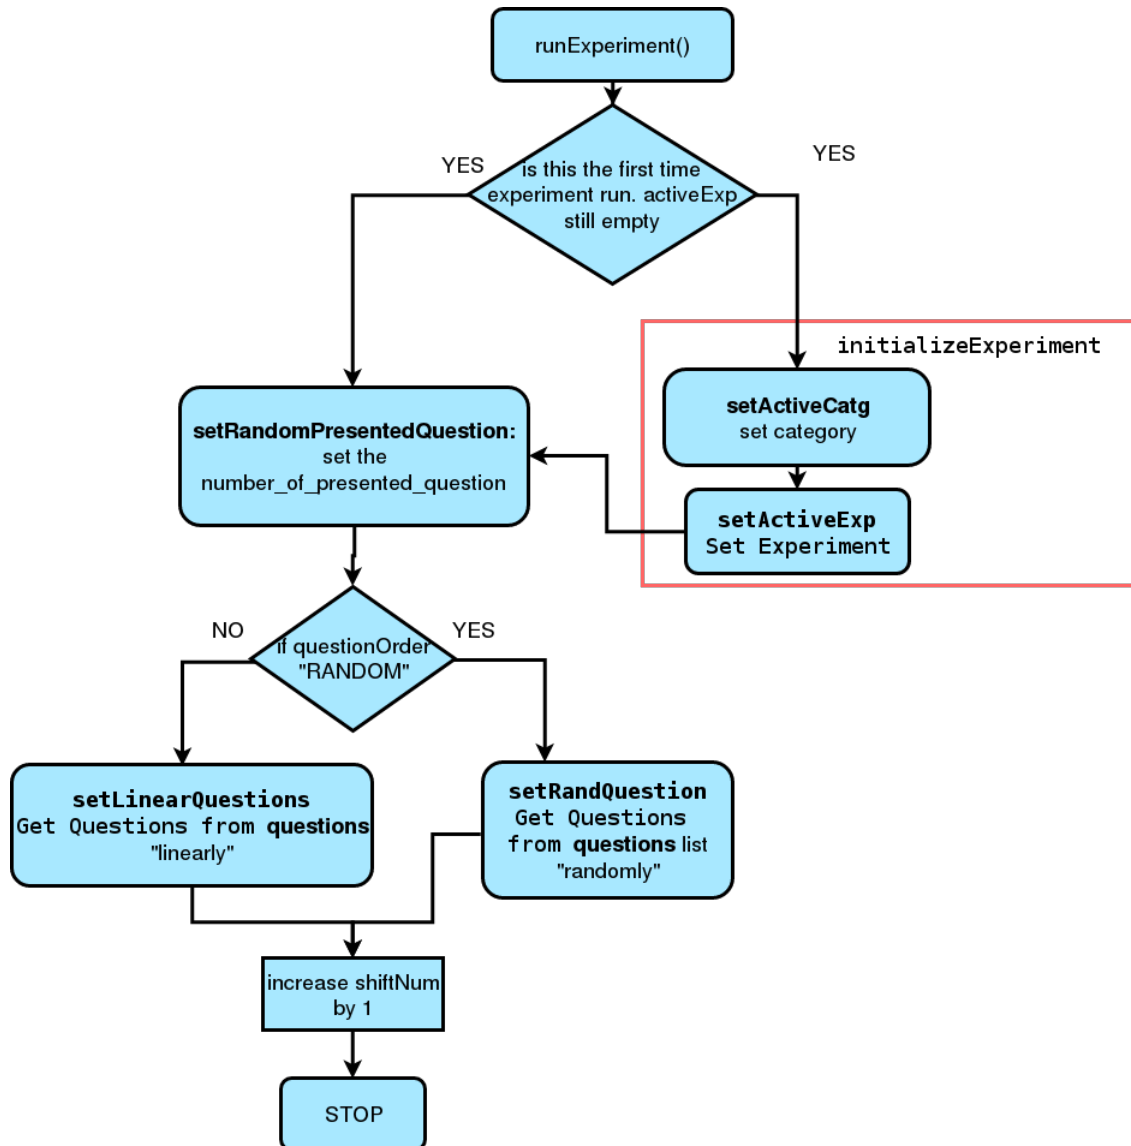 runExperiment()
is this the first time
experiment run. activeExp
still empty
YES
YES
initializeExperiment
setActiveCatg
set category
setActiveExp
Set Experiment
setRandomPresentedQuestion:
set the
number_of_presented_question
if questionOrder
"RANDOM"
NO
YES
setLinearQuestions
Get Questions from questions
"linearly"
setRandQuestion
Get Questions
from questions list
"randomly"
increase shiftNum
by 1
STOP